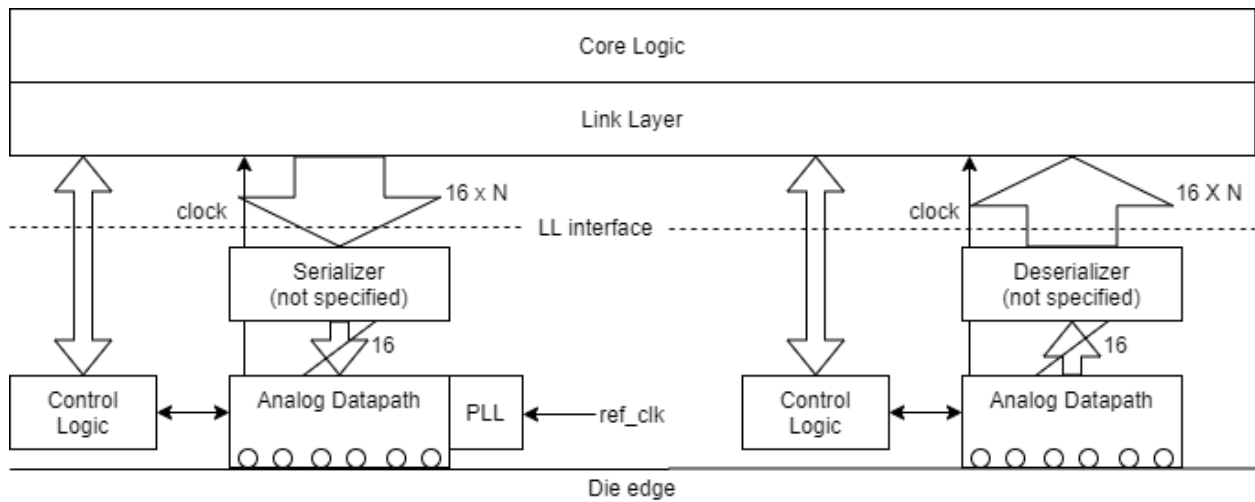 Core Logic
Link Layer
16 x N
16 X N
clock
clock
LL interface
Serializer
(not specified)
Deserializer
(not specified)
16
16
Control
Logic
Analog Datapath
PLL
ref_clk
Control
Logic
Analog Datapath
Die edge